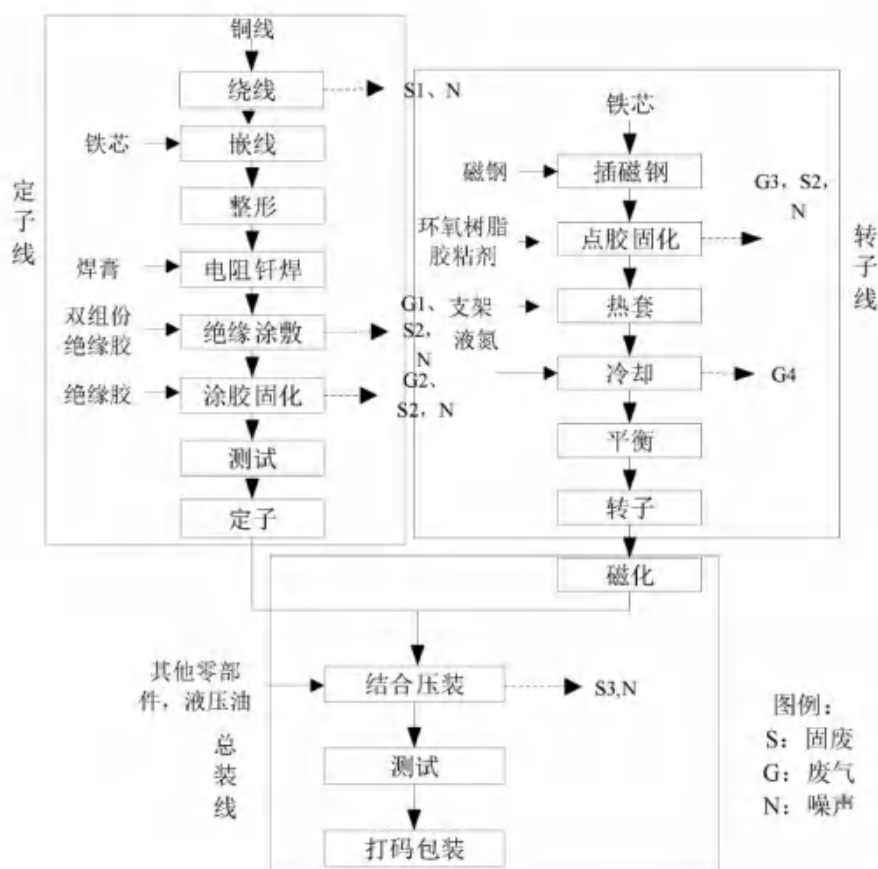 铜线
绕线
S1、N
铁芯
嵌线
整形
焊膏
电阻钎焊
双组份
绝缘胶
绝缘涂敷
G1、
S2,
N
绝缘胶
涂胶固化
G2、
S2, N
测试
定子
定
子
线
铁芯
磁钢
插磁钢
G3, S2,
N
环氧树脂
胶粘剂
点胶固化
支架
热套
液氮
冷却
G4
平衡
转子
转
子
线
磁化
其他零部
件，液压油
结合压装
S3,N
总
装
线
测试
打码包装
图例：
S：固废
G：废气
N：噪声